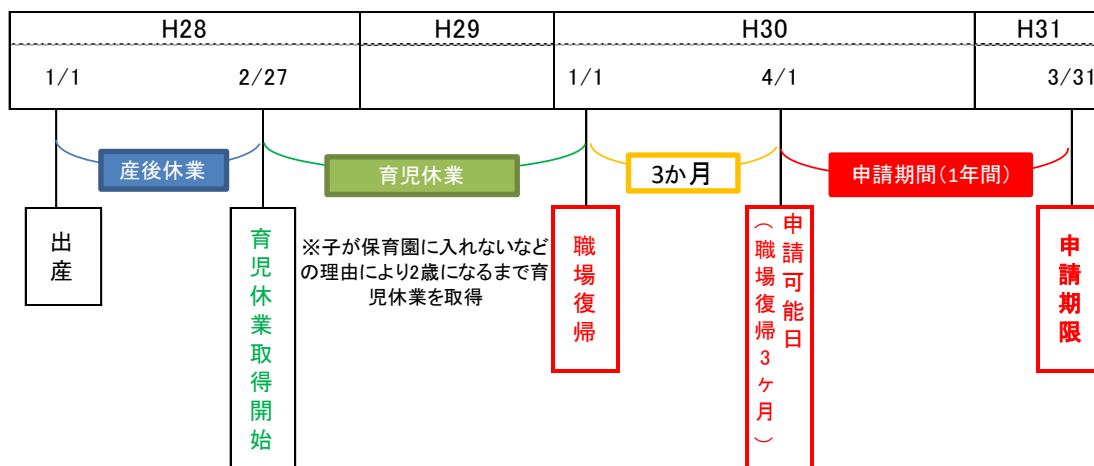 H28
H29
H30
H31
1/1
2/27
1/1
4/1
3/31
産後休業
育児休業
3か月
申請期間(1年間)
出産
育児休業取得開始
※子が保育園に入れないなど
の理由により2歳になるまで育
児休業を取得
職場復帰
申請可能日
(職場復帰3ヶ月)
申請期限